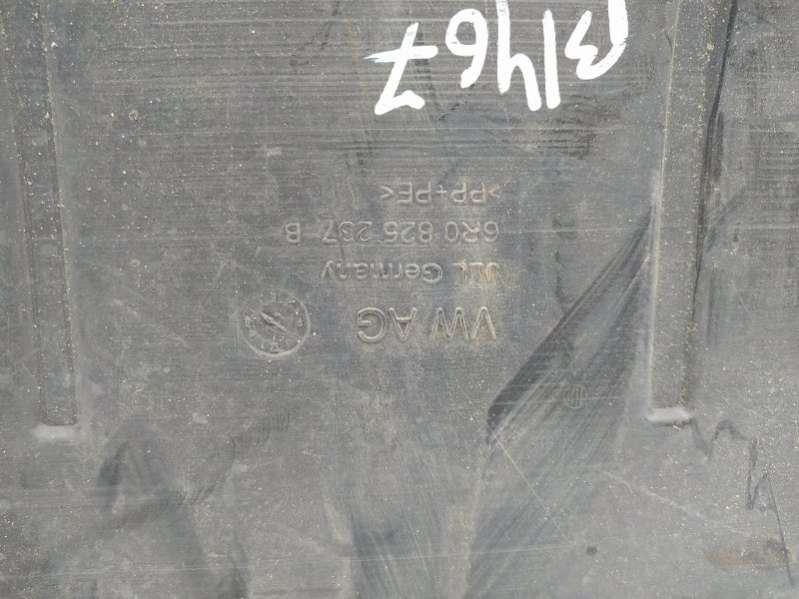 VW AG
Germany
6R0 825 237 B
>PP+PE<
B1467